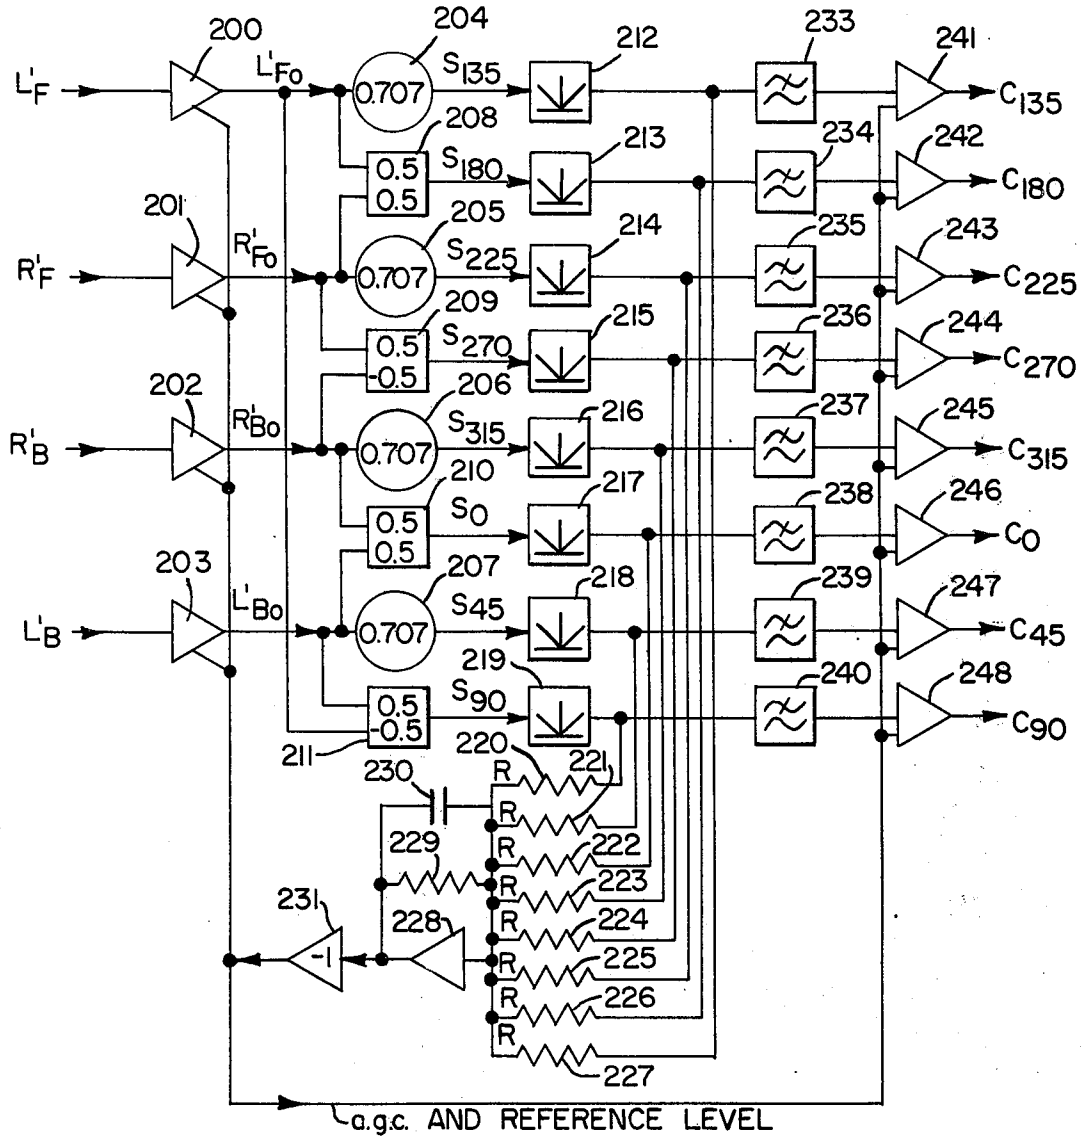 200 204 212 233 241
L'F L'Fo 0.707 S135 C135
208 213 234 242
0.5 S180 C180
0.5
201 205 214 235 243
R'F R'Fo 0.707 S225 C225
209 215 236 244
0.5 S270 C270
-0.5
202 206 216 237 245
R'B R'Bo 0.707 S315 C315
210 217 238 246
0.5 S0 C0
0.5
203 207 218 239 247
L'B L'Bo 0.707 S45 C45
211 219 240 248
0.5 S90 C90
-0.5
230 R 220 221
R
229 R 222
R 223
231 228 R 224
-1 R 225
R 226
R 227
a.g.c. AND REFERENCE LEVEL